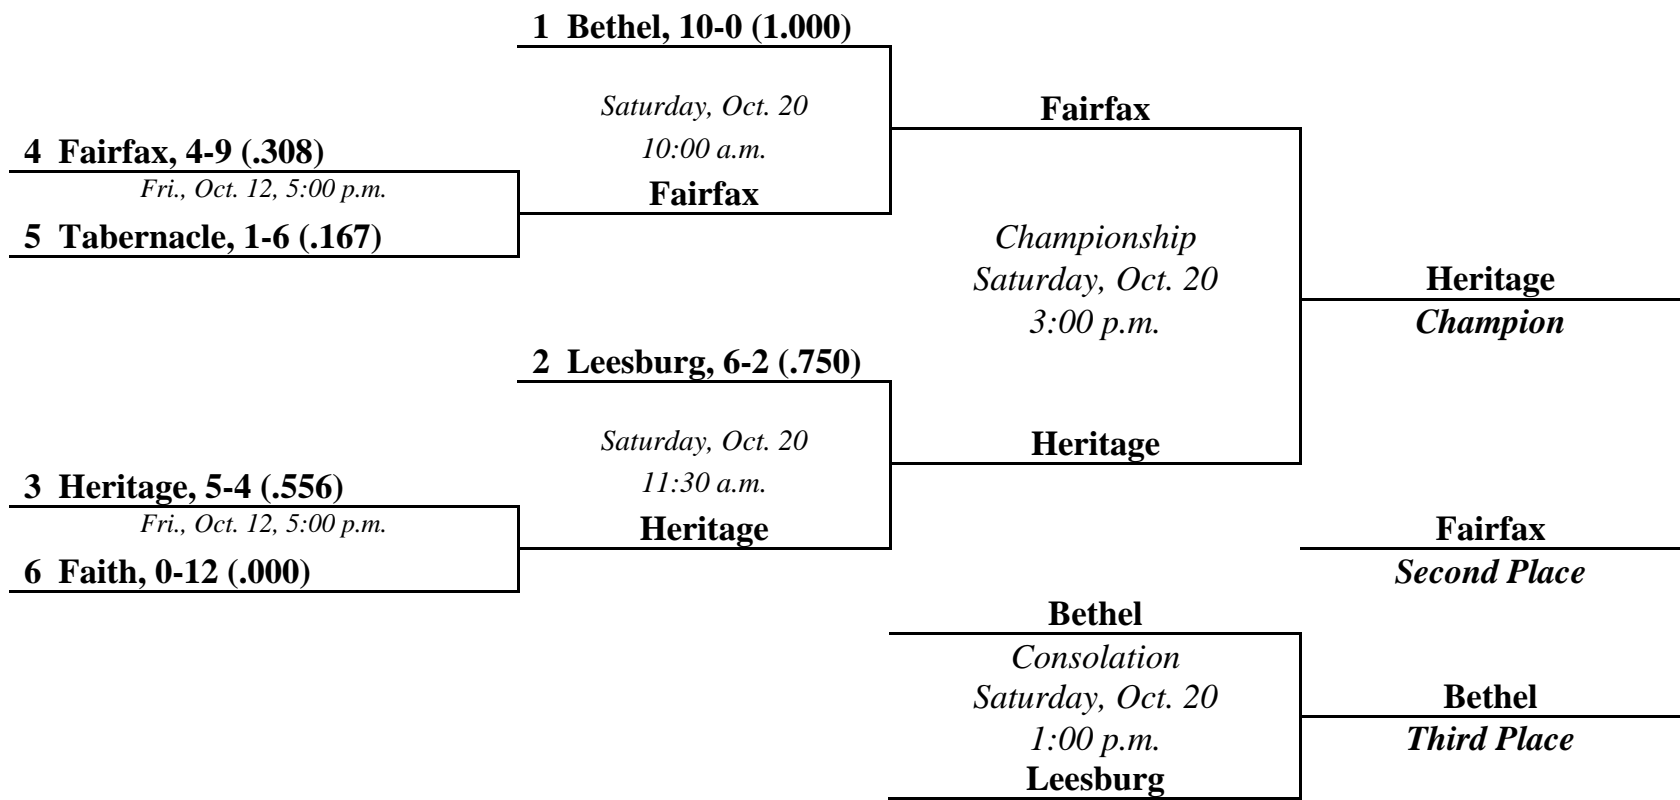 1 Bethel, 10-0 (1.000)
Saturday, Oct. 20
10:00 a.m.
Fairfax
4 Fairfax, 4-9 (.308)
Fri., Oct. 12, 5:00 p.m.
5 Tabernacle, 1-6 (.167)
Fairfax
Championship
Saturday, Oct. 20
3:00 p.m.
Heritage
Champion
2 Leesburg, 6-2 (.750)
Saturday, Oct. 20
11:30 a.m.
Heritage
3 Heritage, 5-4 (.556)
Fri., Oct. 12, 5:00 p.m.
6 Faith, 0-12 (.000)
Heritage
Fairfax
Second Place
Bethel
Consolation
Saturday, Oct. 20
1:00 p.m.
Leesburg
Bethel
Third Place